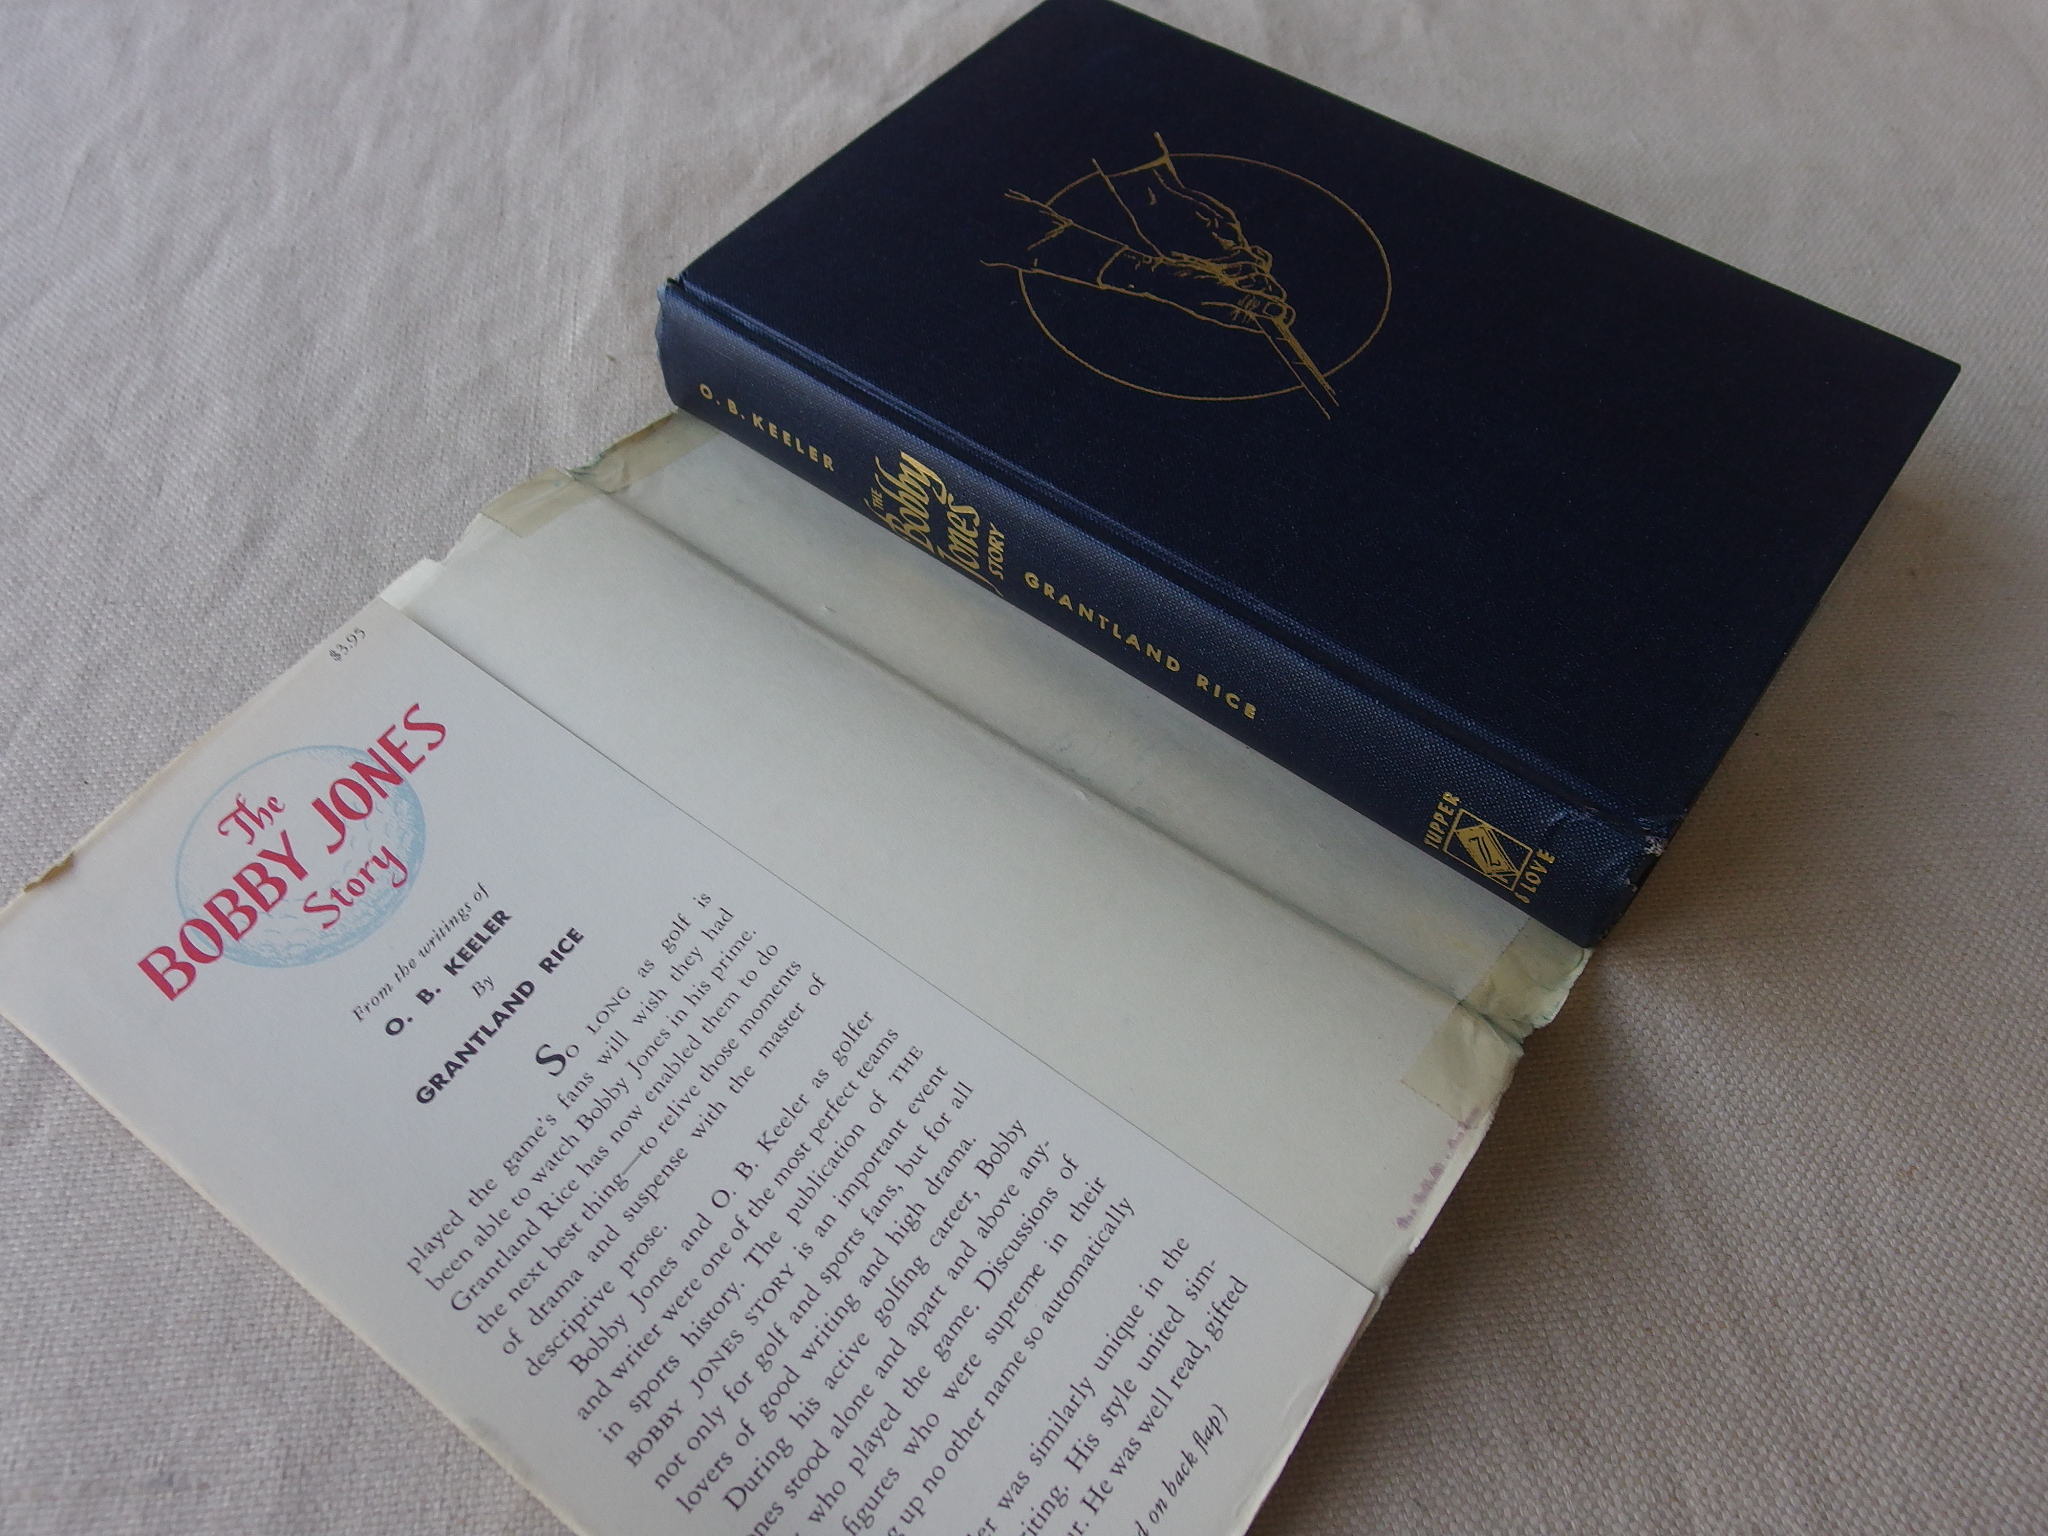 O. B. KEELER
THE
Bobby
Jones
STORY
GRANTLAND RICE
TUPPER
& LOVE
$3.95
The
BOBBY JONES
Story
From the writings of
O. B. KEELER
By
GRANTLAND RICE
So LONG as golf is
played the game's fans will wish they had
been able to watch Bobby Jones in his prime.
Grantland Rice has now enabled them to do
the next best thing—to relive those moments
of drama and suspense with the master of
descriptive prose.
Bobby Jones and O. B. Keeler as golfer
and writer were one of the most perfect teams
in sports history. The publication of THE
BOBBY JONES STORY is an important event
not only for golf and sports fans, but for all
lovers of good writing and high drama.
During his active golfing career, Bobby
stood alone and apart and above any-
who played the game. Discussions of
figures who were supreme in their
up no other name so automatically
was similarly unique in the
His style united sim-
He was well read, gifted
on back flap)